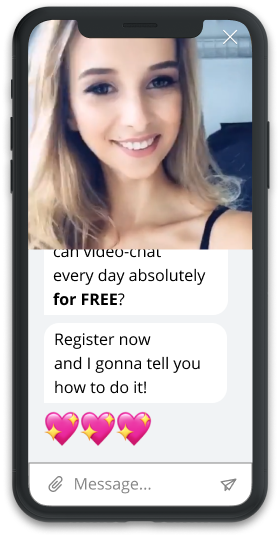 can video-chat
every day absolutely
for FREE?
Register now
and I gonna tell you
how to do it!
Message...